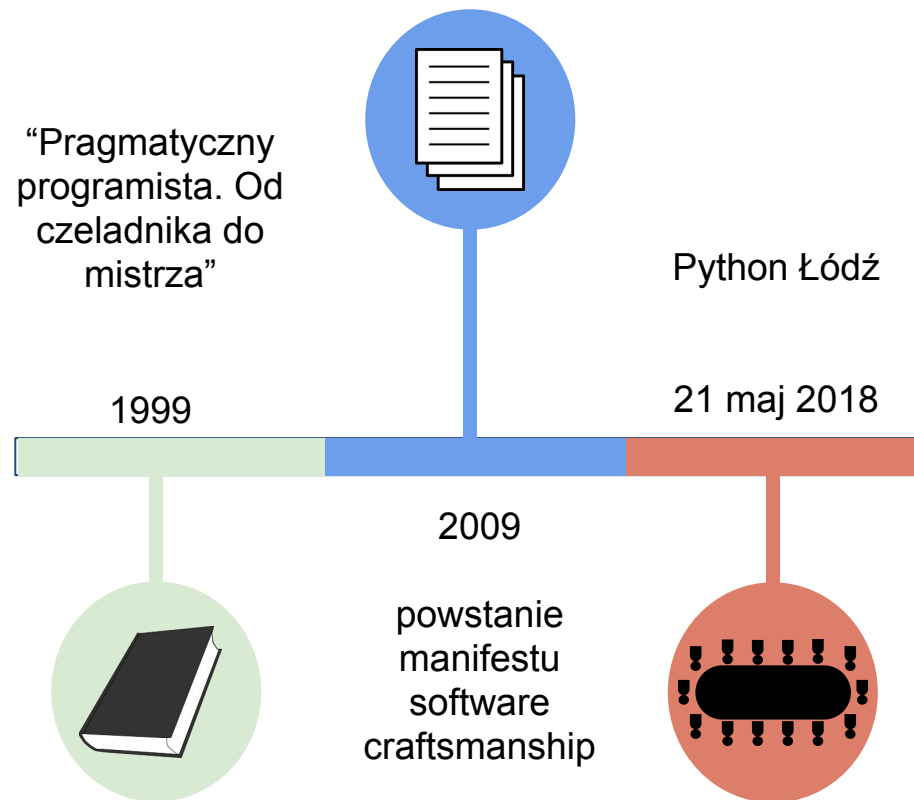 “Pragmatyczny
programista. Od
czeladnika do
mistrza”
1999
2009
powstanie
manifestu
software
craftsmanship
Python Łódź
21 maj 2018